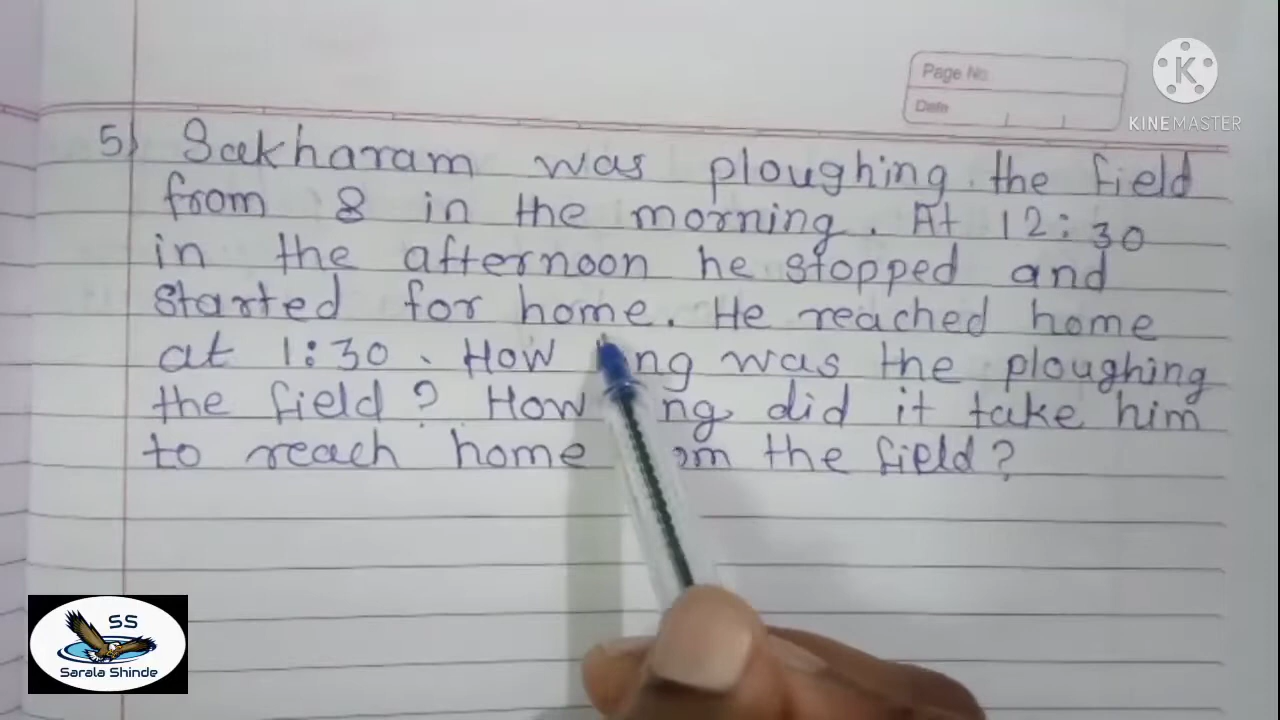 Page No.
Date / /
K
KINEMASTER
5) Sakharam was ploughing the field
from 8 in the morning. At 12:30
in the afternoon he stopped and
started for home. He reached home
at 1:30. How ng was the ploughing
the field? How ng did it take him
to reach home om the field?
SS
Sarala Shinde